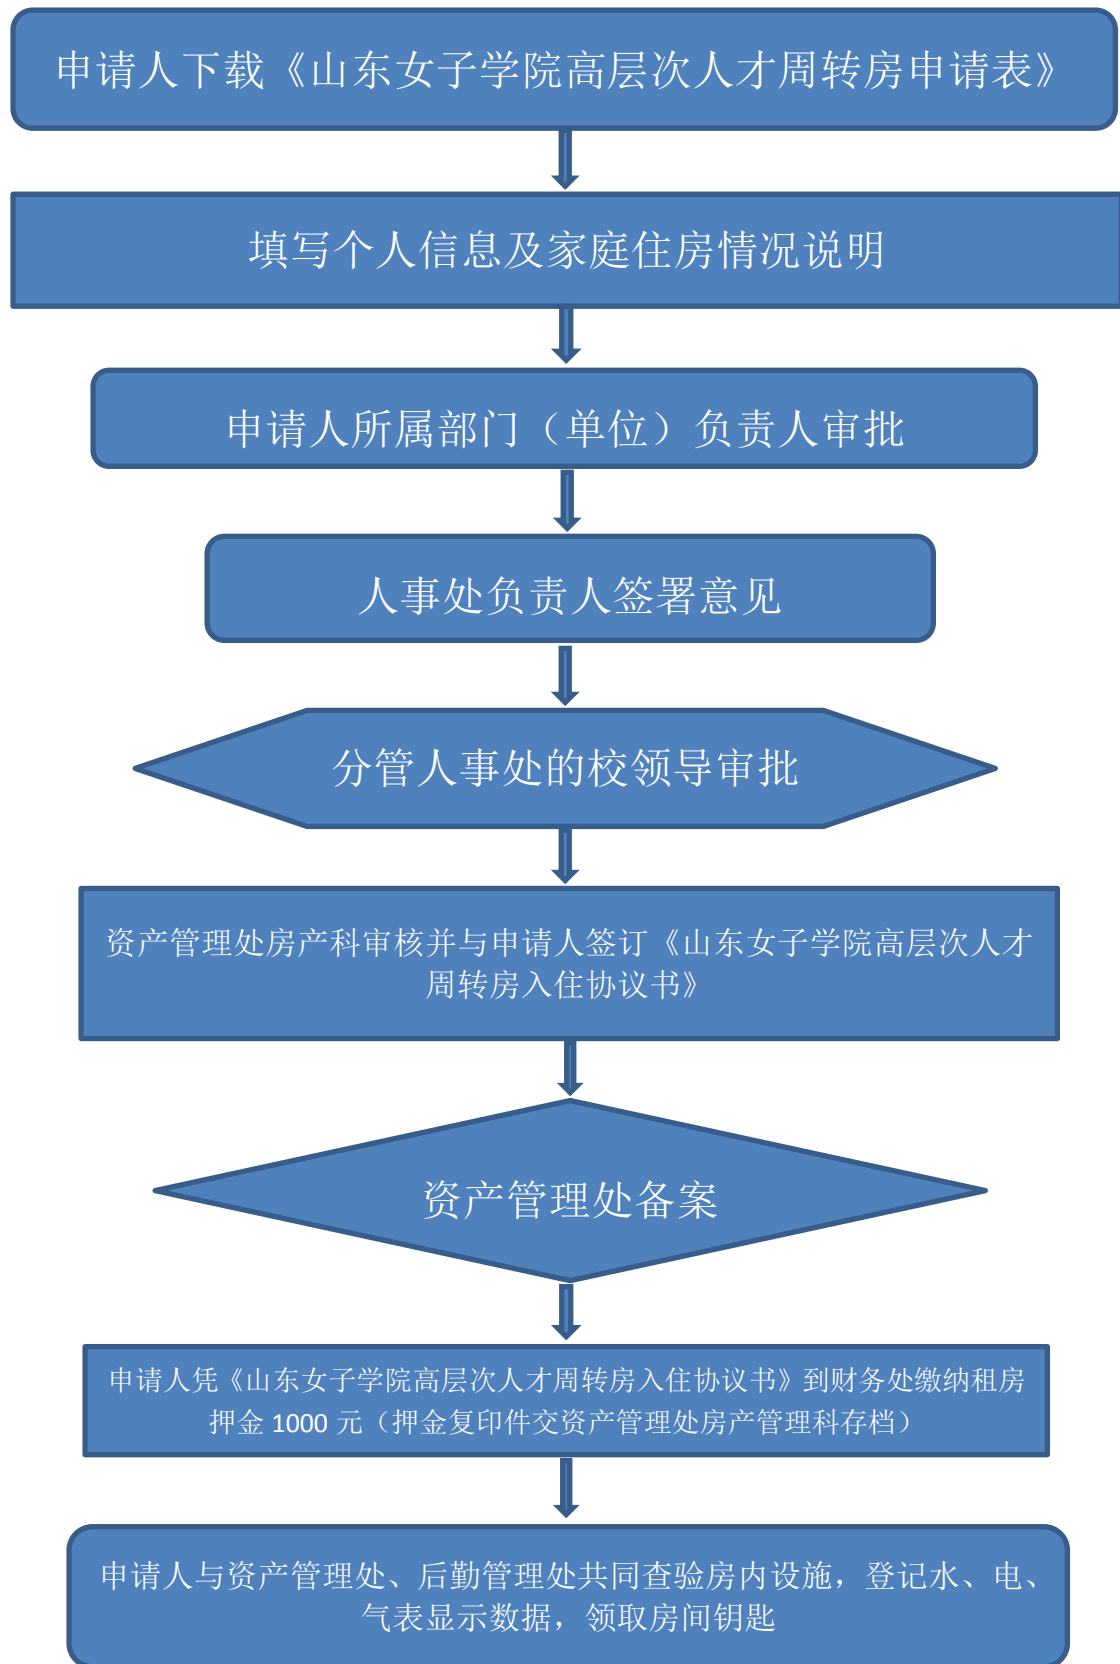 申请人下载《山东女子学院高层次人才周转房申请表》
填写个人信息及家庭住房情况说明
申请人所属部门（单位）负责人审批
人事处负责人签署意见
分管人事处的校领导审批
资产管理处房产科审核并与申请人签订《山东女子学院高层次人才
周转房入住协议书》
资产管理处备案
申请人凭《山东女子学院高层次人才周转房入住协议书》到财务处缴纳租房
押金 1000 元（押金复印件交资产管理处房产管理科存档）
申请人与资产管理处、后勤管理处共同查验房内设施，登记水、电、
气表显示数据，领取房间钥匙